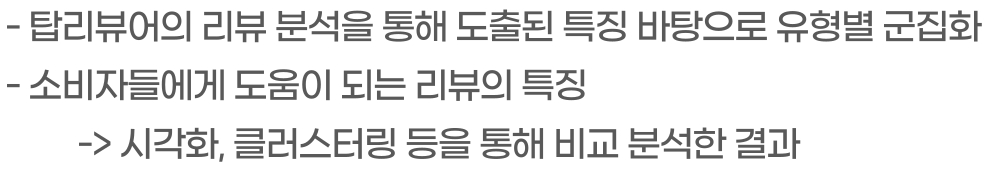 - 탑리뷰어의 리뷰 분석을 통해 도출된 특징 바탕으로 유형별 군집화
- 소비자들에게 도움이 되는 리뷰의 특징
-> 시각화, 클러스터링 등을 통해 비교 분석한 결과